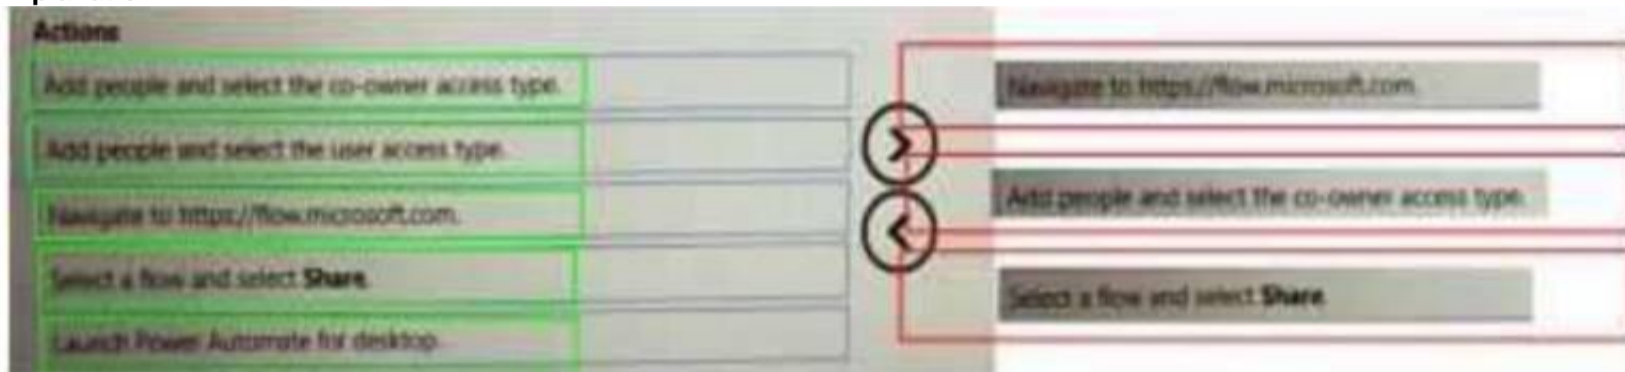 Actions
Add people and select the co-owner access type.
Add people and select the user access type.
Navigate to https://flow.microsoft.com.
Select a flow and select Share.
Launch Power Automate for desktop.
Navigate to https://flow.microsoft.com.
Add people and select the co-owner access type.
Select a flow and select Share